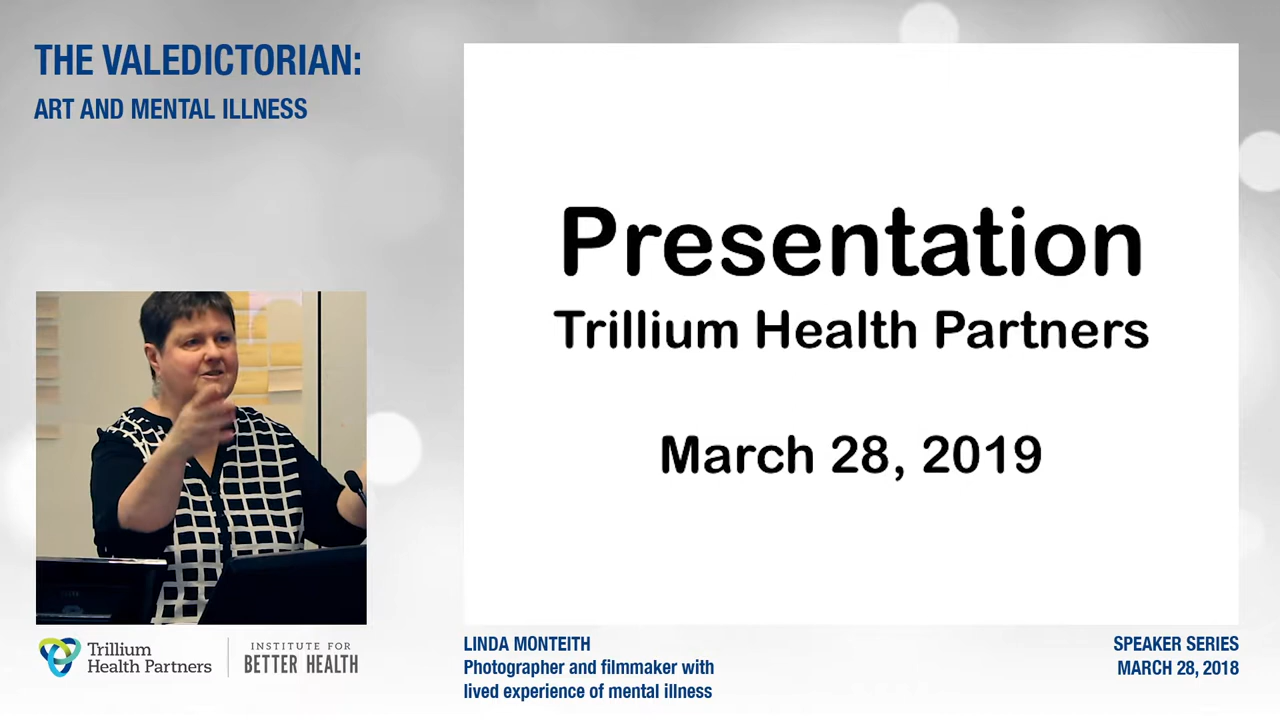 THE VALEDICTORIAN:
ART AND MENTAL ILLNESS
Presentation
Trillium Health Partners
March 28, 2019
Trillium
Health Partners
INSTITUTE FOR
BETTER HEALTH
LINDA MONTEITH
Photographer and filmmaker with
lived experience of mental illness
SPEAKER SERIES
MARCH 28, 2018